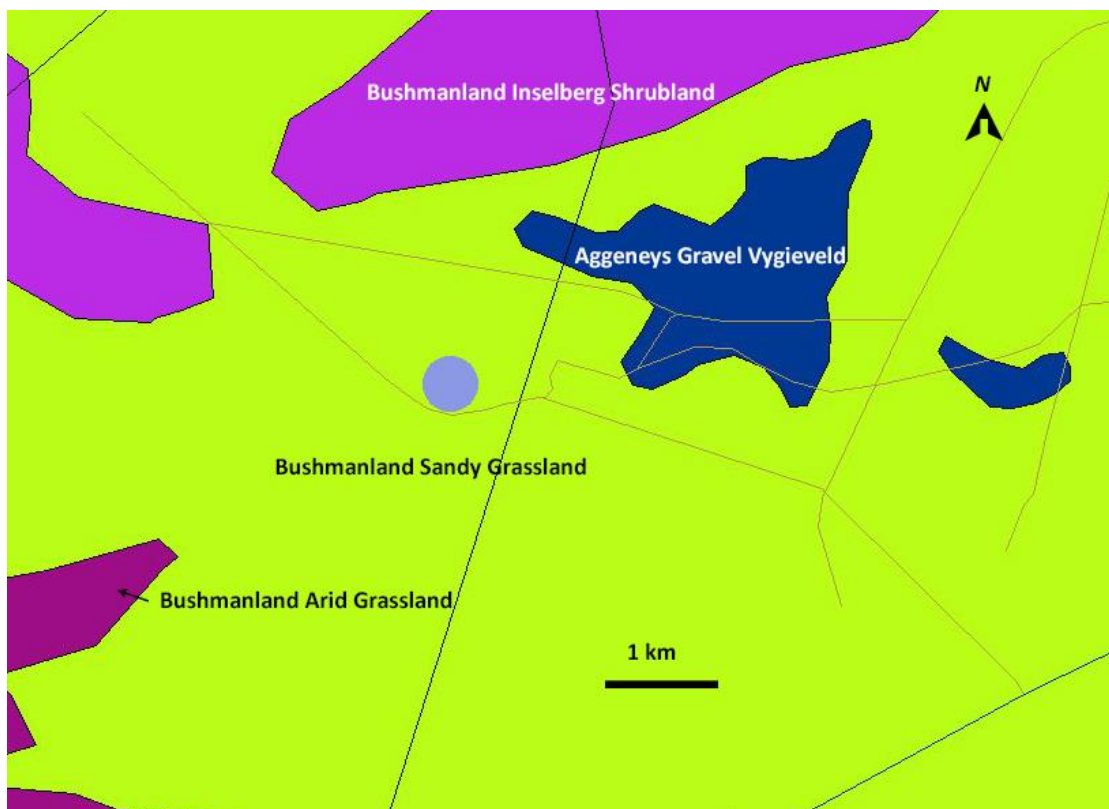 Bushmanland Inselberg Shrubland
N
Aggeneys Gravel Vygieveld
Bushmanland Sandy Grassland
Bushmanland Arid Grassland
1 km